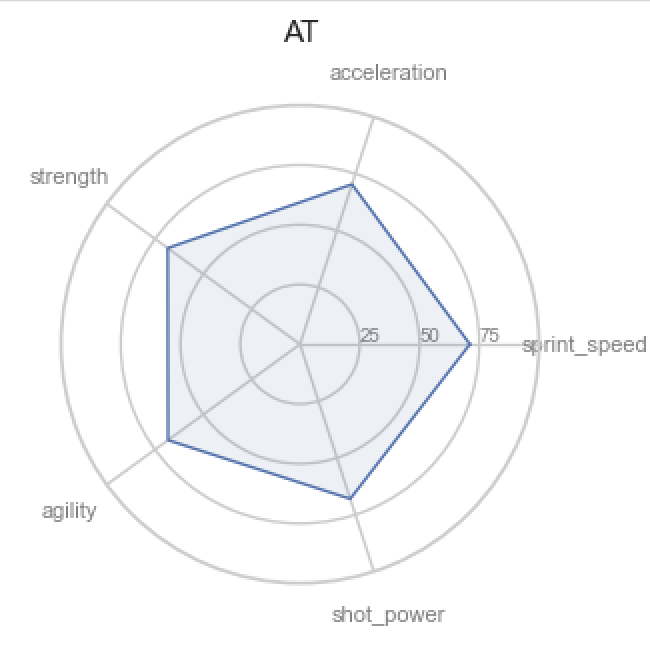 AT
acceleration
strength
25
50
75
sprint_speed
agility
shot_power